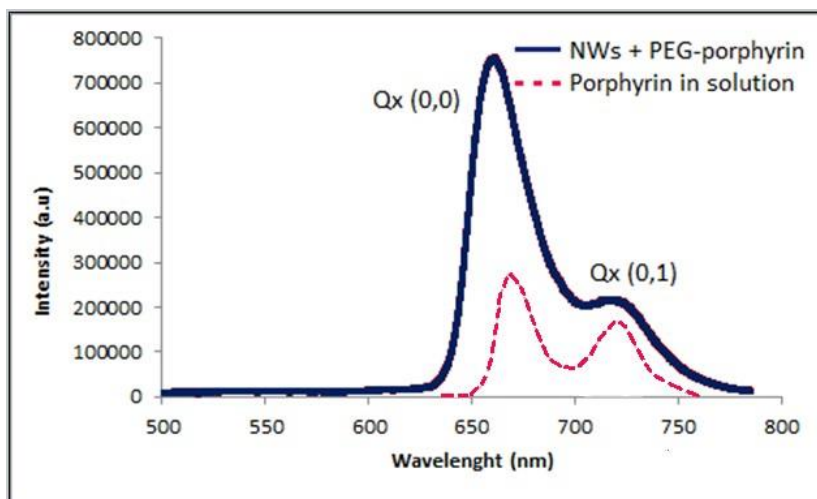 800000
700000
600000
500000
400000
300000
200000
100000
0
Intensity (a.u)
NWs + PEG-porphyrin
Porphyrin in solution
Qx (0,0)
Qx (0,1)
500 550 600 650 700 750 800
Wavelenght (nm)